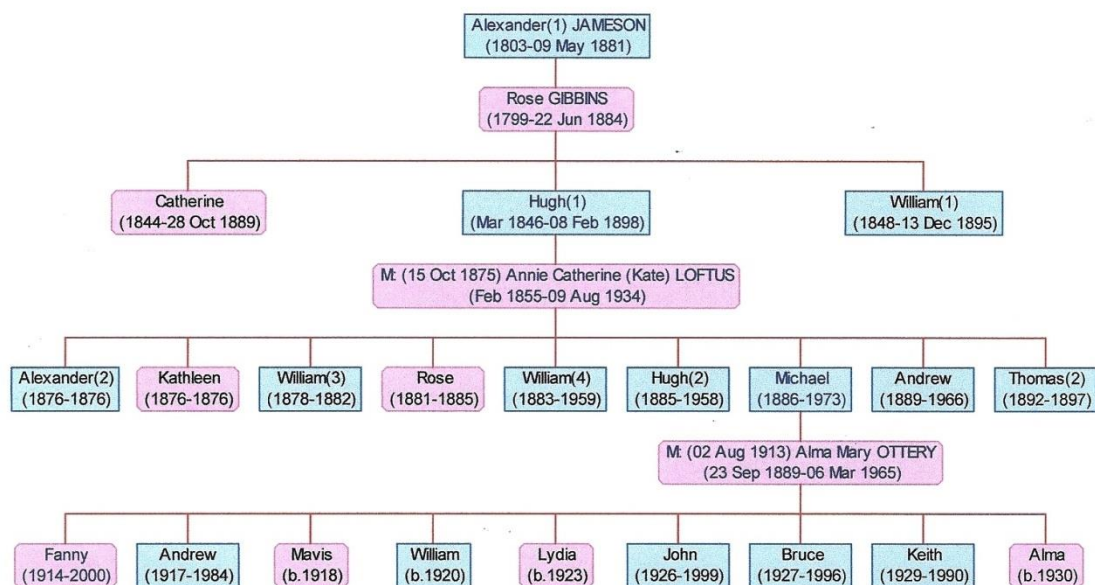 Alexander(1) JAMESON
(1803-09 May 1881)
Rose GIBBINS
(1799-22 Jun 1884)
Catherine
(1844-28 Oct 1889)
Hugh(1)
(Mar 1846-08 Feb 1898)
William(1)
(1848-13 Dec 1895)
M: (15 Oct 1875) Annie Catherine (Kate) LOFTUS
(Feb 1855-09 Aug 1934)
Alexander(2)
(1876-1876)
Kathleen
(1876-1876)
William(3)
(1878-1882)
Rose
(1881-1885)
William(4)
(1883-1959)
Hugh(2)
(1885-1958)
Michael
(1886-1973)
Andrew
(1889-1966)
Thomas(2)
(1892-1897)
M: (02 Aug 1913) Alma Mary OTTERY
(23 Sep 1889-06 Mar 1965)
Fanny
(1914-2000)
Andrew
(1917-1984)
Mavis
(b.1918)
William
(b.1920)
Lydia
(b.1923)
John
(1926-1999)
Bruce
(1927-1996)
Keith
(1929-1990)
Alma
(b.1930)